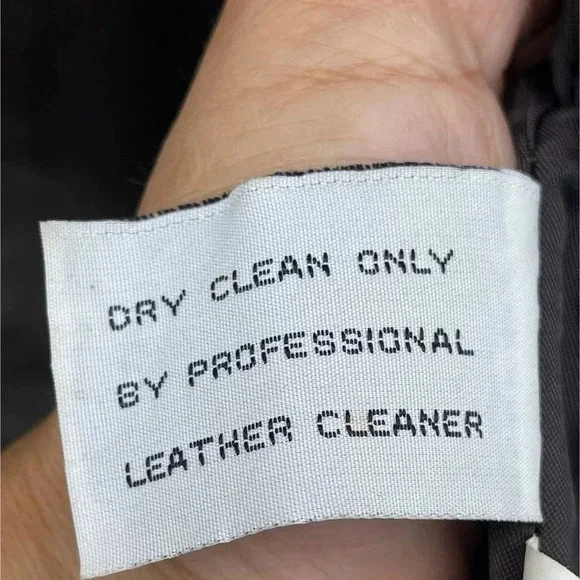 DRY CLEAN ONLY
BY PROFESSIONAL
LEATHER CLEANER